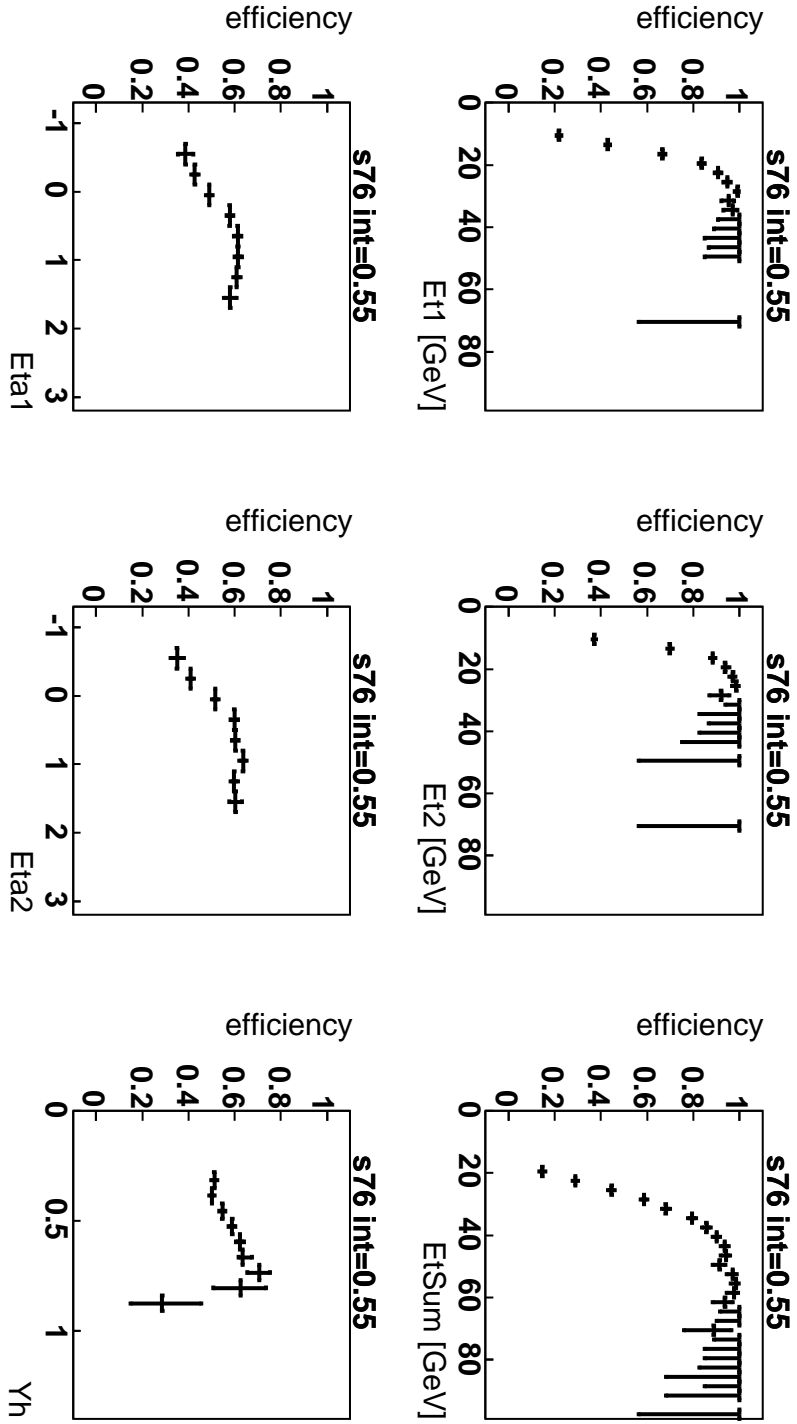 s76 int=0.55
efficiency
1
0.8
0.6
0.4
0.2
0
0 20 40 60 80
Et1 [GeV]
s76 int=0.55
efficiency
1
0.8
0.6
0.4
0.2
0
0 20 40 60 80
Et2 [GeV]
s76 int=0.55
efficiency
1
0.8
0.6
0.4
0.2
0
0 20 40 60 80
EtSum [GeV]
s76 int=0.55
efficiency
1
0.8
0.6
0.4
0.2
0
-1 0 1 2 3
Eta1
s76 int=0.55
efficiency
1
0.8
0.6
0.4
0.2
0
-1 0 1 2 3
Eta2
s76 int=0.55
efficiency
1
0.8
0.6
0.4
0.2
0
0 0.5 1
Yh